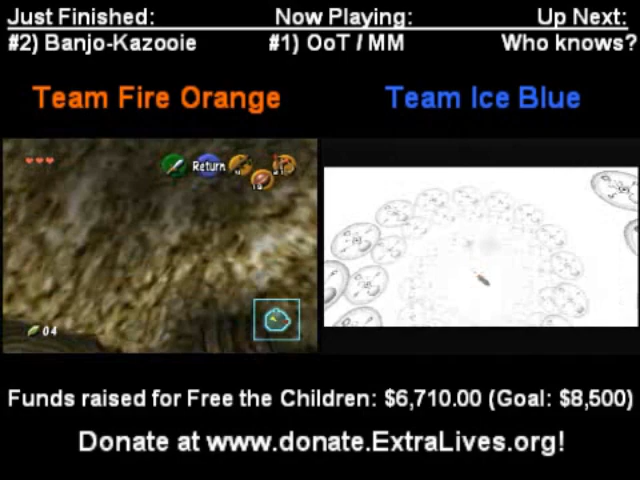 Just Finished: Now Playing: Up Next:
#2) Banjo-Kazooie #1) OoT / MM Who knows?
Team Fire Orange Team Ice Blue
Return
04
Funds raised for Free the Children: $6,710.00 (Goal: $8,500)
Donate at www.donate.ExtraLives.org!